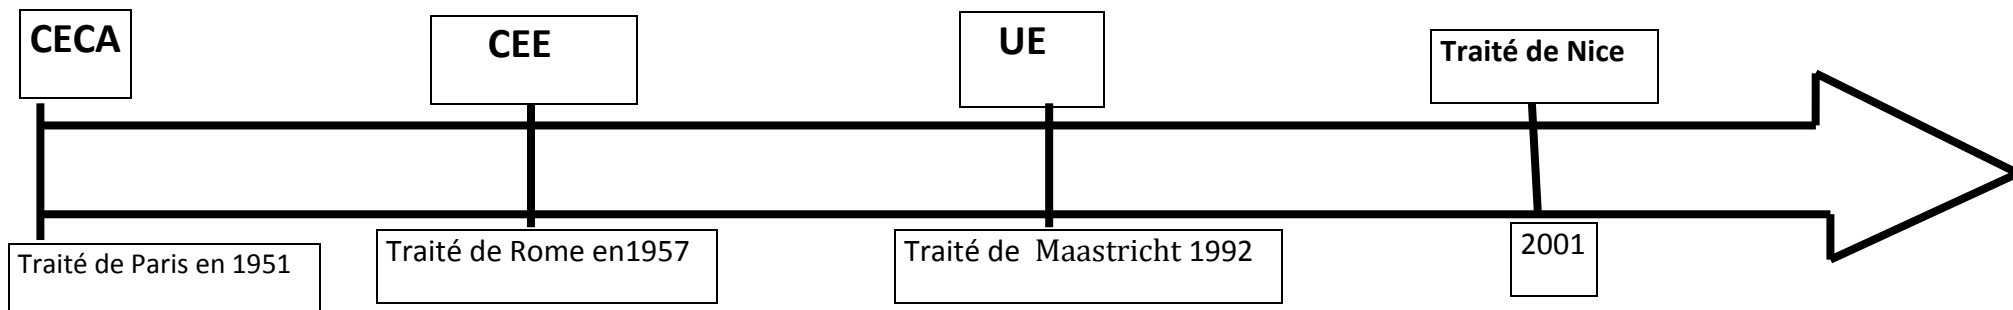 CECA
CEE
UE
Traité de Nice
Traité de Paris en 1951
Traité de Rome en1957
Traité de Maastricht 1992
2001